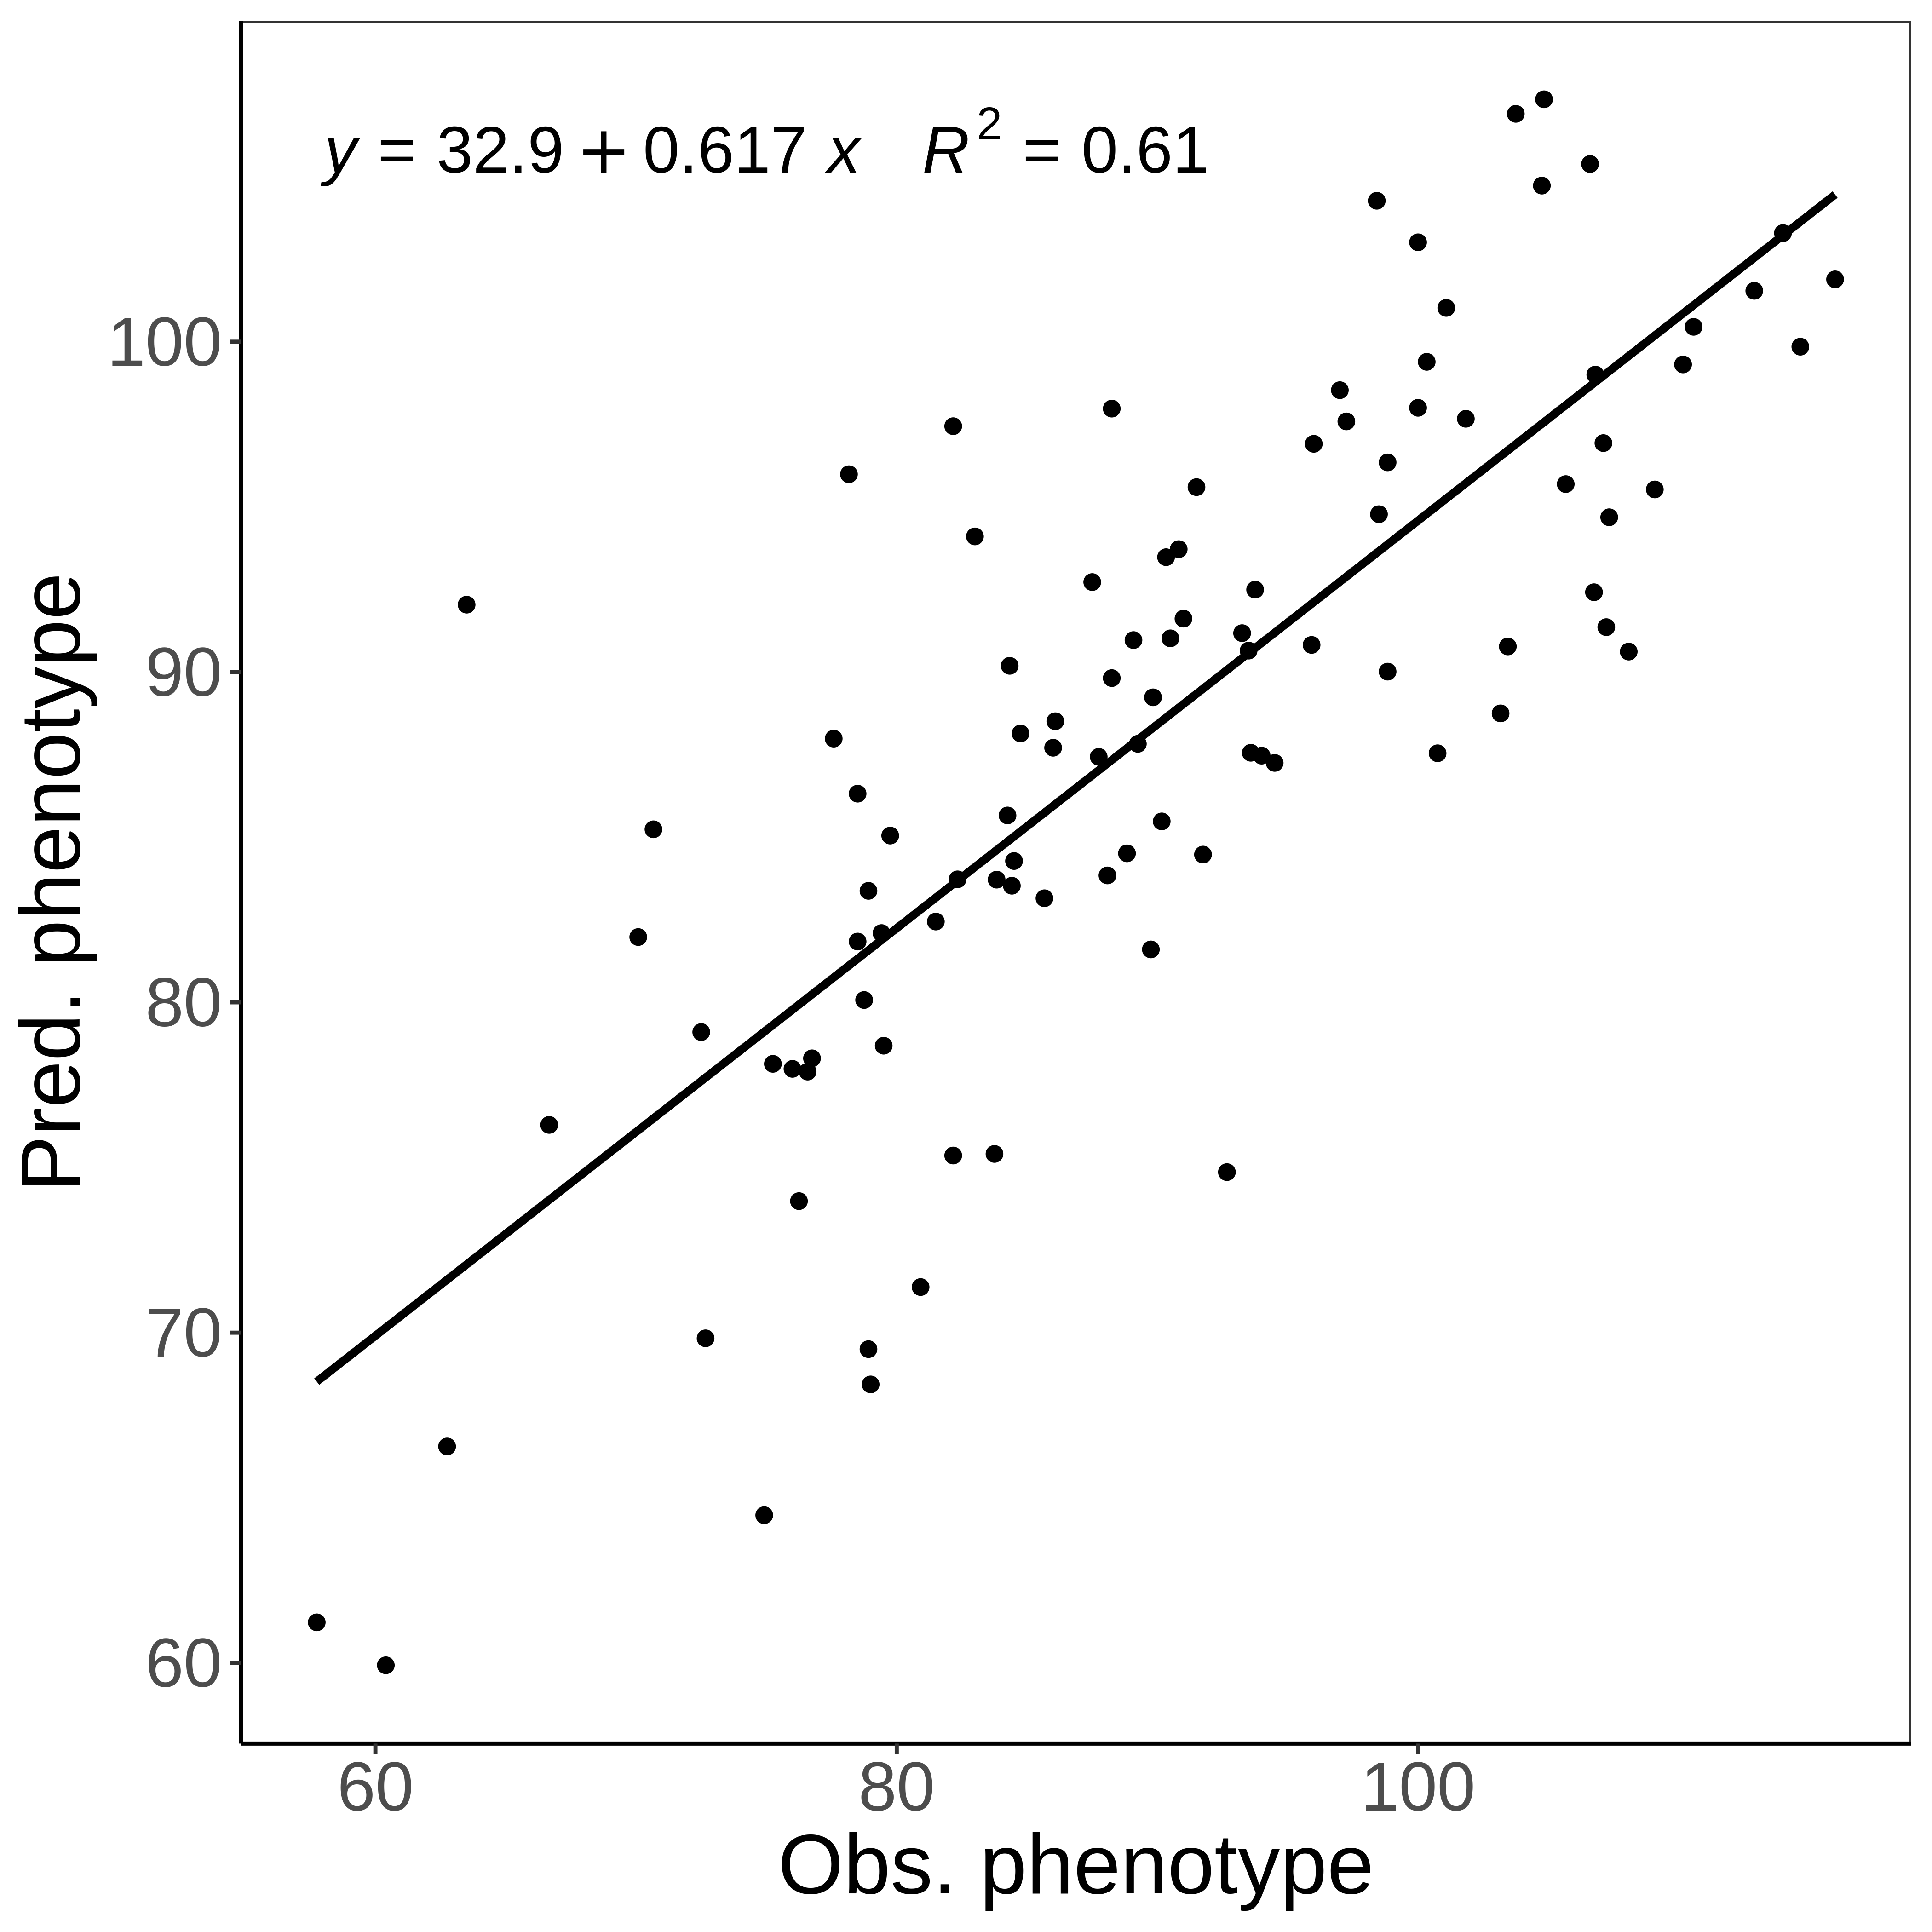 y = 32.9 + 0.617 x R² = 0.61
Pred. phenotype
100
90
80
70
60
60 80 100
Obs. phenotype